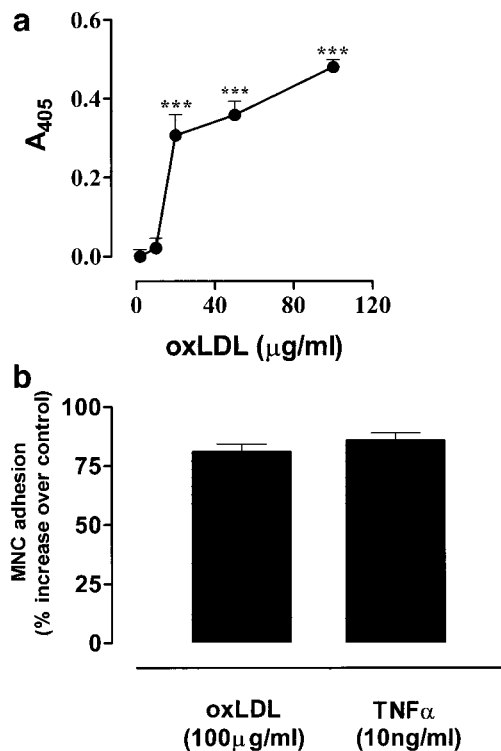 a
A405
0.6
0.4
0.2
0.0
***
***
***
0
40
80
120
oxLDL (μg/ml)
b
MNC adhesion
(% increase over control)
100
75
50
25
0
oxLDL
(100μg/ml)
TNFα
(10ng/ml)